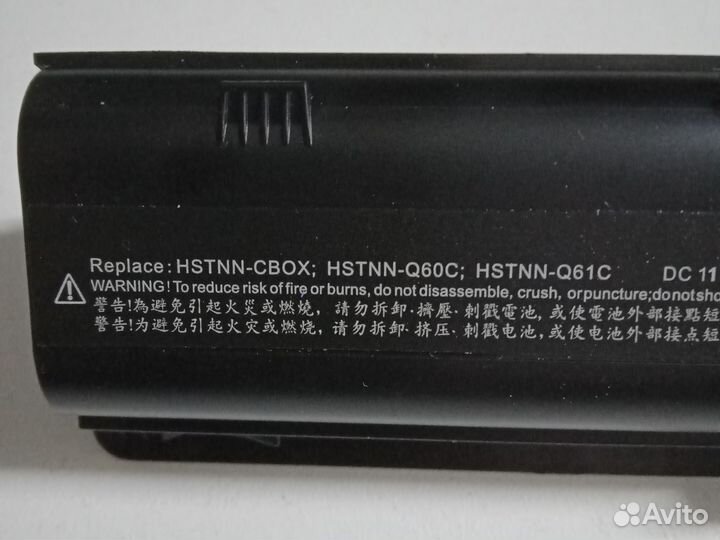 Replace: HSTNN-CBOX; HSTNN-Q60C; HSTNN-Q61C DC 11
WARNING! To reduce risk of fire or burns, do not disassemble, crush, orpuncture;donotsho
警告!為避免引起火災或燃燒, 請勿拆卸·擠壓·刺戳電池, 或使電池外部接點短
警告!为避免引起火灾或燃烧, 请勿拆卸·挤压·刺戳电池, 或使电池外部接点短
Avito